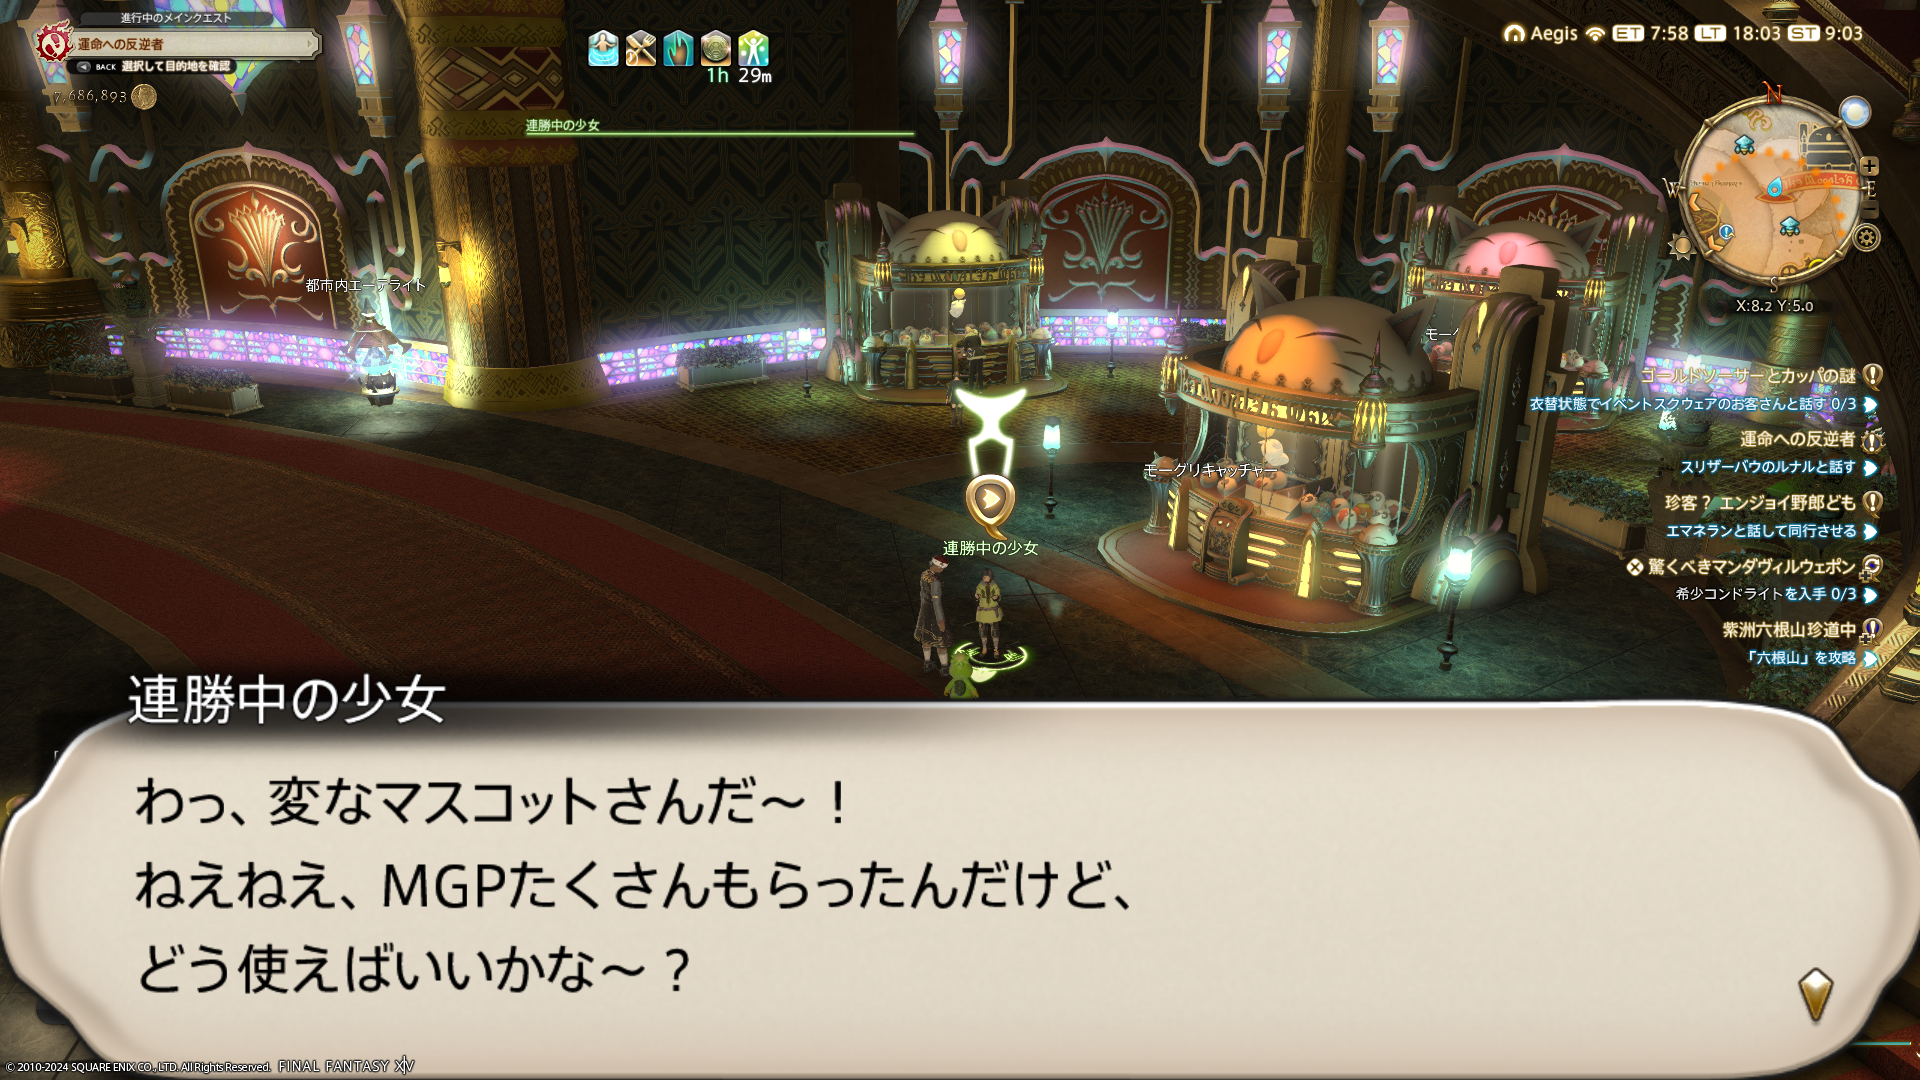 進行中のメインクエスト
運命への反逆者
BACK 選択して目的地を確認
7,686,893
1h 29m
連勝中の少女
Aegis ET 7:58 LT 18:03 ST 9:03
N
W
E
S
X:8.2 Y:5.0
都市内エーテライト
モーグリキャッチャー
連勝中の少女
ゴールドソーサーとカッパの謎
衣替状態でイベントスクウェアのお客さんと話す 0/3
運命への反逆者
スリザーバウのルナルと話す
珍客？ エンジョイ野郎ども
エマネランと話して同行させる
驚くべきマンダヴィルウェポン
希少コンドライトを入手 0/3
紫洲六根山珍道中
「六根山」を攻略
連勝中の少女
わっ、変なマスコットさんだ～！
ねえねえ、MGPたくさんもらったんだけど、
どう使えばいいかな～？
© 2010-2024 SQUARE ENIX CO., LTD. All Rights Reserved. FINAL FANTASY XIV